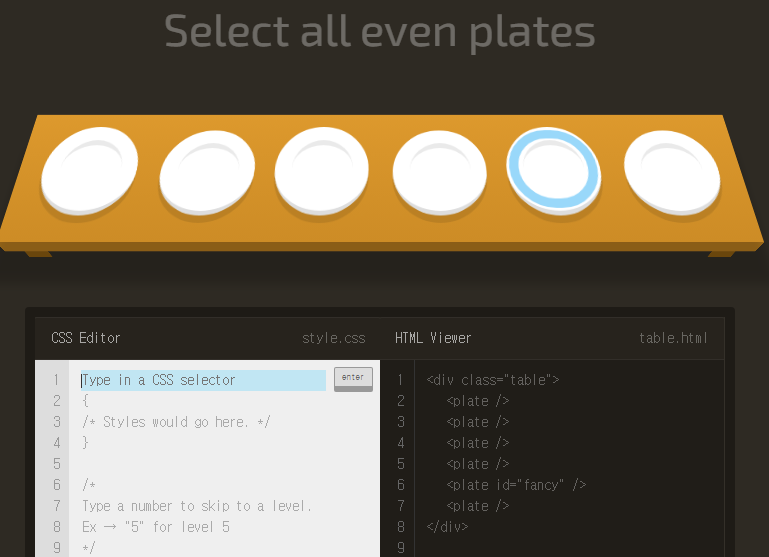 Select all even plates
CSS Editor
style.css
1 Type in a CSS selector
enter
2 {
3 /* Styles would go here. */
4 }
5
6 /*
7 Type a number to skip to a level.
8 Ex → "5" for level 5
9 */
HTML Viewer
table.html
1 <div class="table">
2 <plate />
3 <plate />
4 <plate />
5 <plate />
6 <plate id="fancy" />
7 <plate />
8 </div>
9